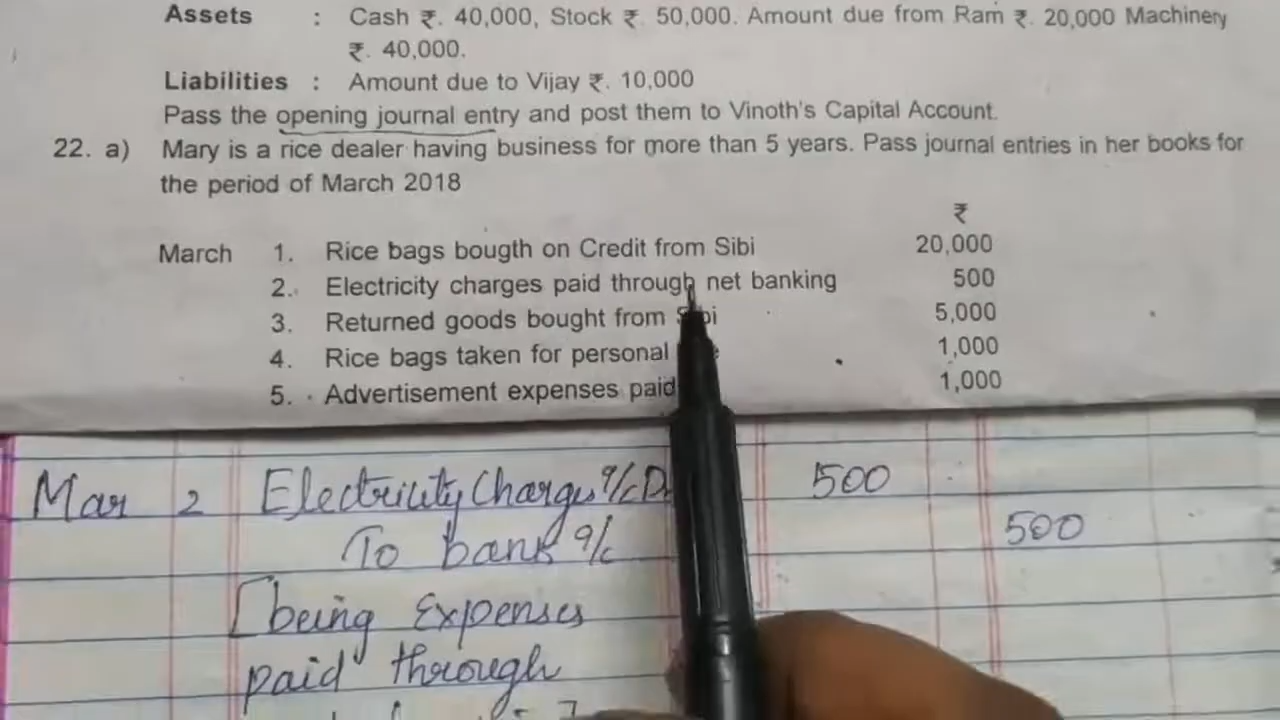 Assets : Cash ₹. 40,000, Stock ₹. 50,000. Amount due from Ram ₹. 20,000 Machinery
₹. 40,000.
Liabilities : Amount due to Vijay ₹. 10,000
Pass the opening journal entry and post them to Vinoth's Capital Account.
22. a) Mary is a rice dealer having business for more than 5 years. Pass journal entries in her books for
the period of March 2018
₹
March 1. Rice bags bougth on Credit from Sibi 20,000
2. Electricity charges paid through net banking 500
3. Returned goods bought from Sibi 5,000
4. Rice bags taken for personal 1,000
5. Advertisement expenses paid 1,000
Mar 2 Electricity Charges a/c Dr 500
To bank a/c 500
[being Expenses
paid through